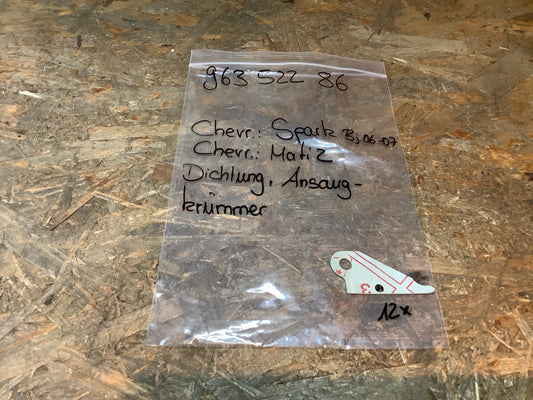 963 522 86
Chevr.: Spark Bj.06-07
Chevr.: Matiz
Dichtung, Ansaug-
krümmer
12x